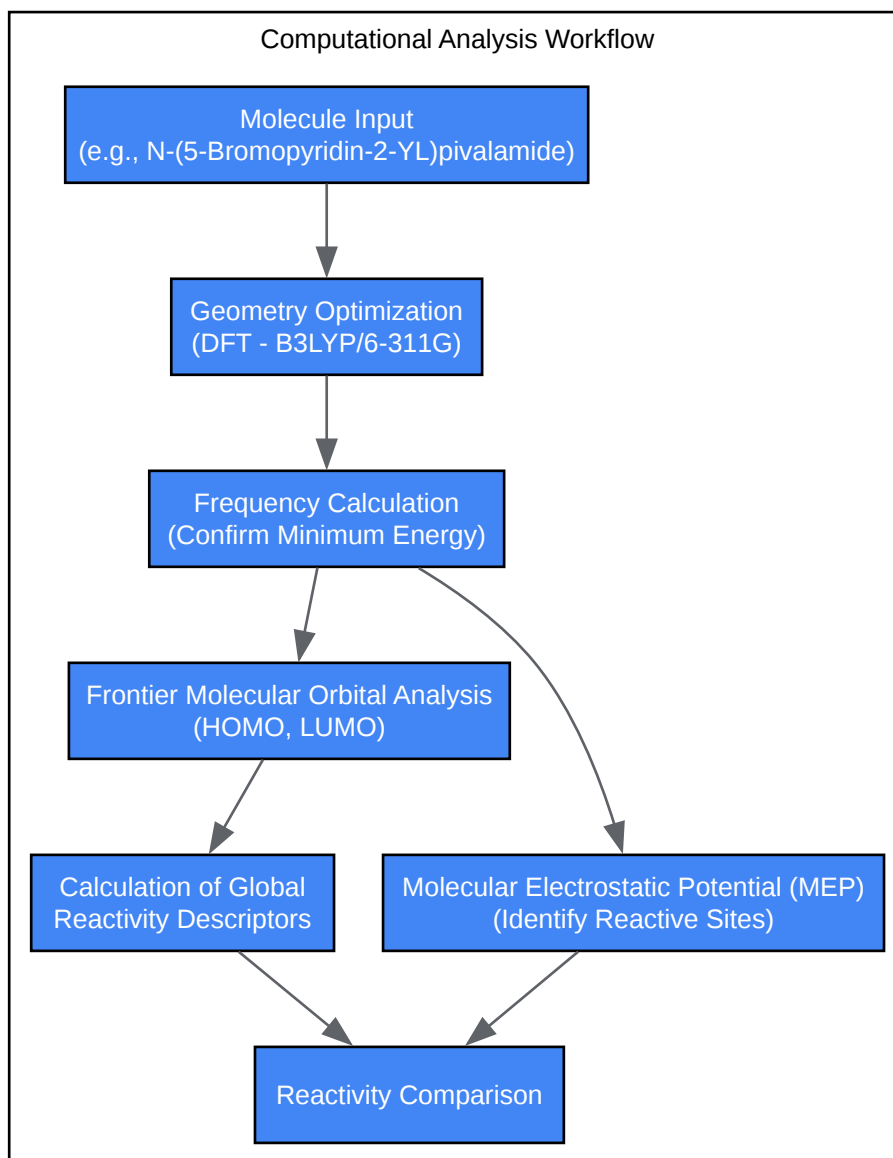 Computational Analysis Workflow
Molecule Input
(e.g., N-(5-Bromopyridin-2-YL)pivalamide)
Geometry Optimization
(DFT - B3LYP/6-311G)
Frequency Calculation
(Confirm Minimum Energy)
Frontier Molecular Orbital Analysis
(HOMO, LUMO)
Calculation of Global
Reactivity Descriptors
Molecular Electrostatic Potential (MEP)
(Identify Reactive Sites)
Reactivity Comparison